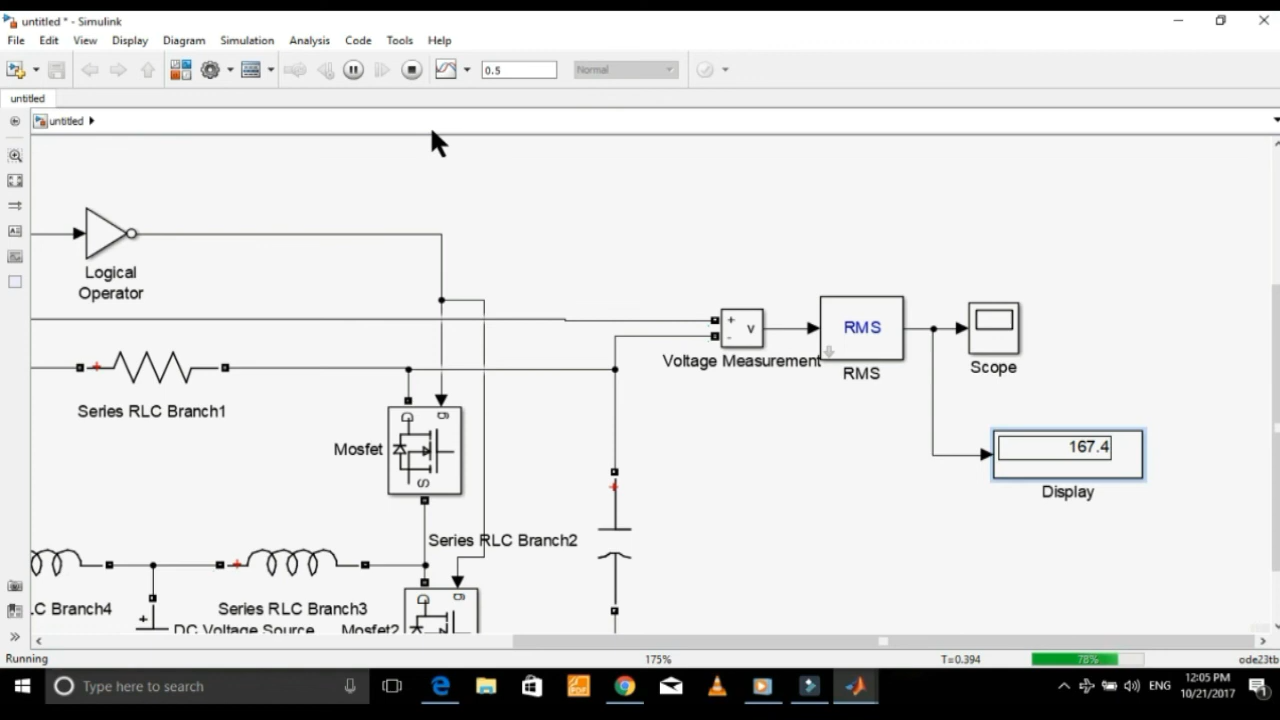 untitled * - Simulink
File Edit View Display Diagram Simulation Analysis Code Tools Help
0.5 Normal
untitled
untitled
Logical
Operator
+
v
-
RMS
Voltage Measurement
RMS
Scope
+
Series RLC Branch1
D g
Mosfet
S
167.4
Display
+
Series RLC Branch2
+
.C Branch4
Series RLC Branch3
+
DC Voltage Source
Mosfet2
D g
Running 175% T=0.394 78% ode23tb
Type here to search
ENG
12:05 PM
10/21/2017
1